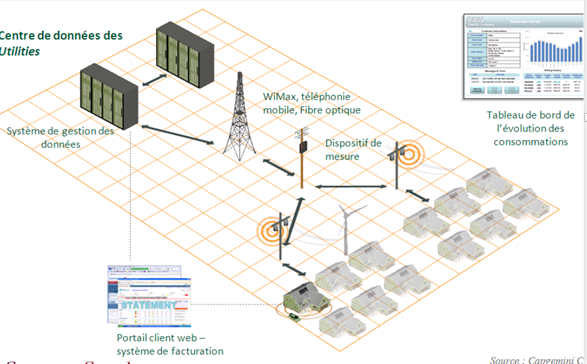 Centre de données des
Utilities
WiMax, téléphonie
mobile, Fibre optique
Système de gestion des
données
Dispositif de
mesure
Tableau de bord de
l'évolution des
consommations
STATEMENT
Portail client web –
système de facturation
Source : Capgemini C